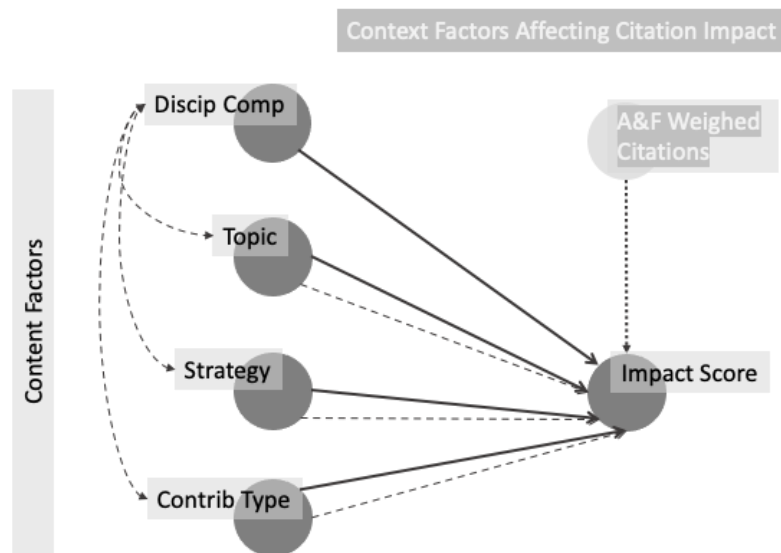 Context Factors Affecting Citation Impact
Discip Comp
A&F Weighed
Citations
Topic
Content Factors
Strategy
Impact Score
Contrib Type